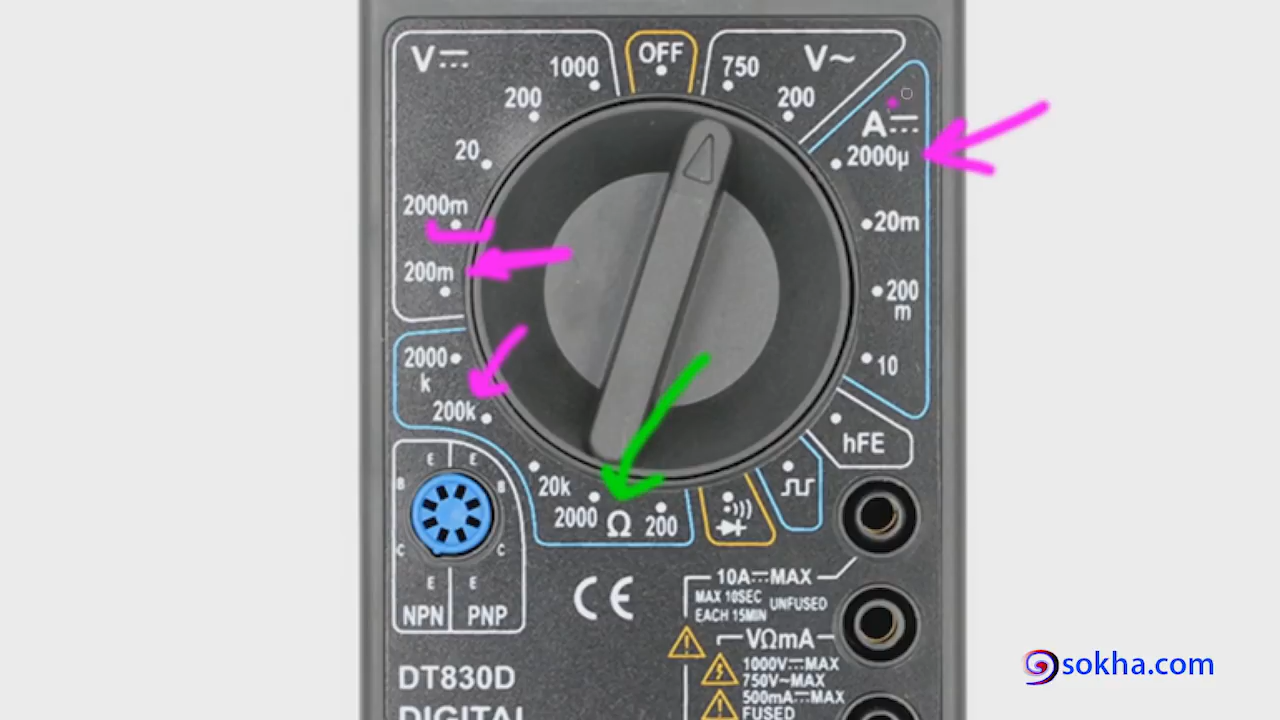 V
OFF
V~
1000
750
200
200
A
20
2000µ
2000m
20m
200m
200
m
2000
k
10
200k
hFE
E E
B B
20k
2000 Ω 200
C C
E E
NPN PNP
CE
10A MAX
MAX 10SEC
EACH 15MIN
UNFUSED
VΩmA
1000V MAX
750V~MAX
500mA MAX
FUSED
DT830D
DIGITAL
sokha.com